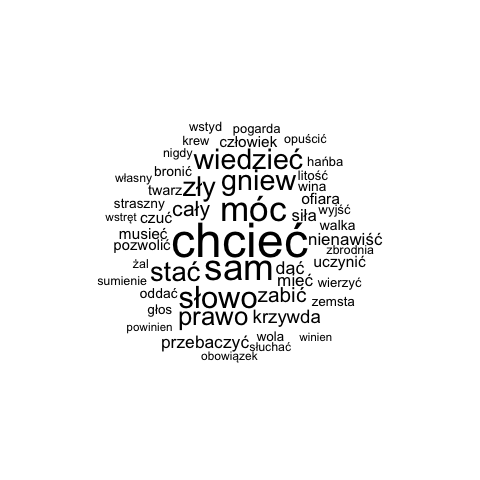 wstyd pogarda
krew człowiek opuścić
nigdy wiedzieć hańba
bronić litość
własny zły gniew
twarz wina
straszny cały móc ofiara
wstręt czuć siła wyjść
musieć walka
pozwolić chcieć nienawiść
zbrodnia
żal stać sam dąć uczynić
sumienie mieć wierzyć
oddać słowo zabić zemsta
głos prawo krzywda
powinien
przebaczyć wola winien
słuchać
obowiązek